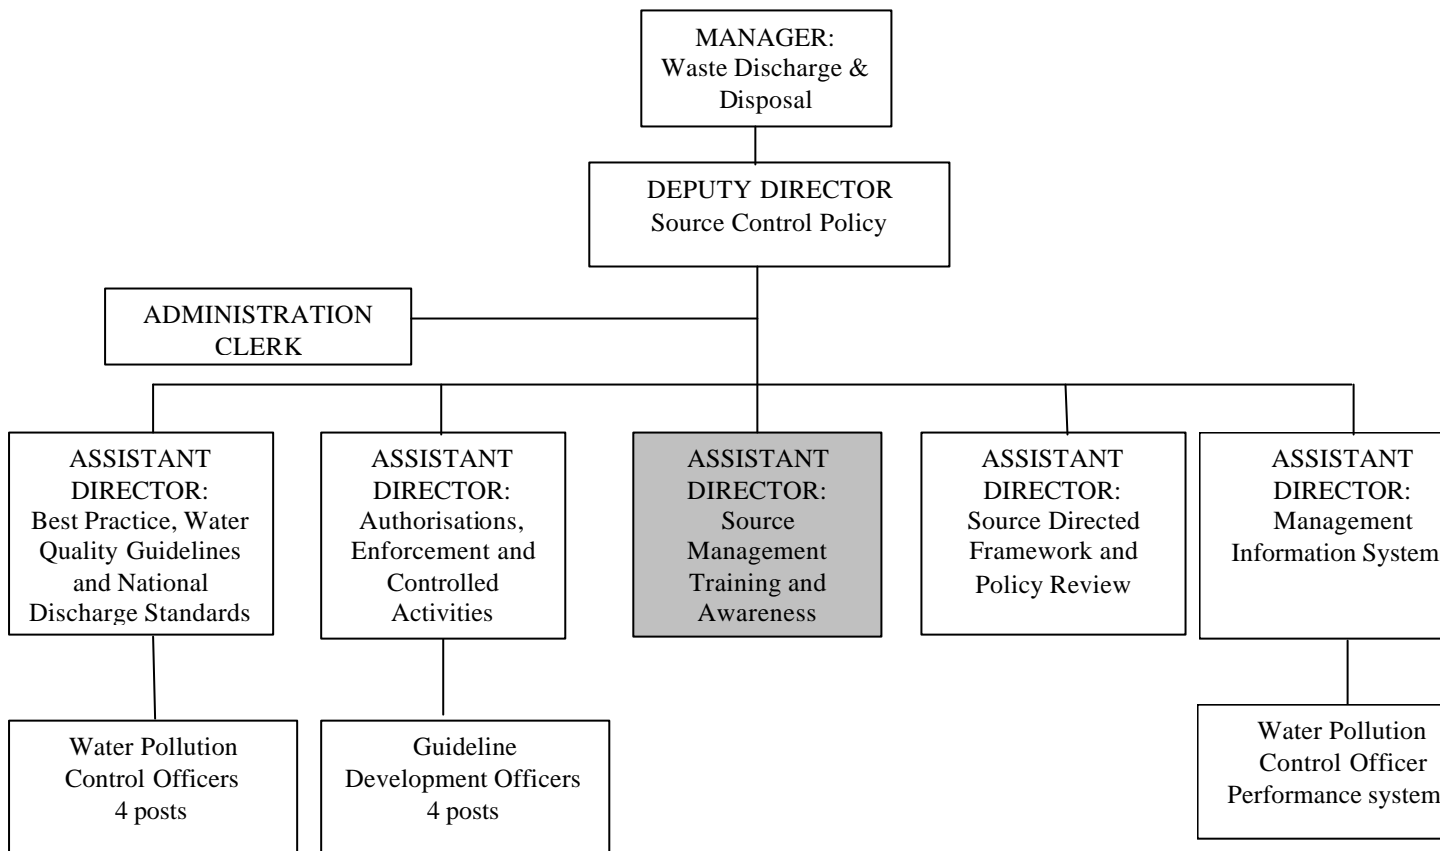 MANAGER:
Waste Discharge &
Disposal
DEPUTY DIRECTOR
Source Control Policy
ADMINISTRATION
CLERK
ASSISTANT
DIRECTOR:
Best Practice, Water
Quality Guidelines
and National
Discharge Standards
ASSISTANT
DIRECTOR:
Authorisations,
Enforcement and
Controlled
Activities
ASSISTANT
DIRECTOR:
Source
Management
Training and
Awareness
ASSISTANT
DIRECTOR:
Source Directed
Framework and
Policy Review
ASSISTANT
DIRECTOR:
Management
Information System
Water Pollution
Control Officers
4 posts
Guideline
Development Officers
4 posts
Water Pollution
Control Officer
Performance system